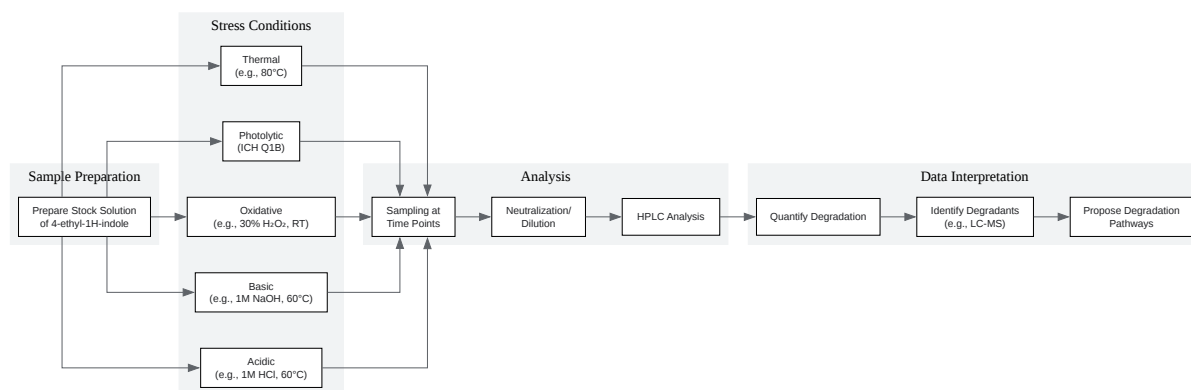 Stress Conditions
Thermal
(e.g., 80°C)
Photolytic
(ICH Q1B)
Sample Preparation
Prepare Stock Solution
of 4-ethyl-1H-indole
Oxidative
(e.g., 30% H₂O₂, RT)
Basic
(e.g., 1M NaOH, 60°C)
Acidic
(e.g., 1M HCl, 60°C)
Analysis
Sampling at
Time Points
Neutralization/
Dilution
HPLC Analysis
Data Interpretation
Quantify Degradation
Identify Degradants
(e.g., LC-MS)
Propose Degradation
Pathways